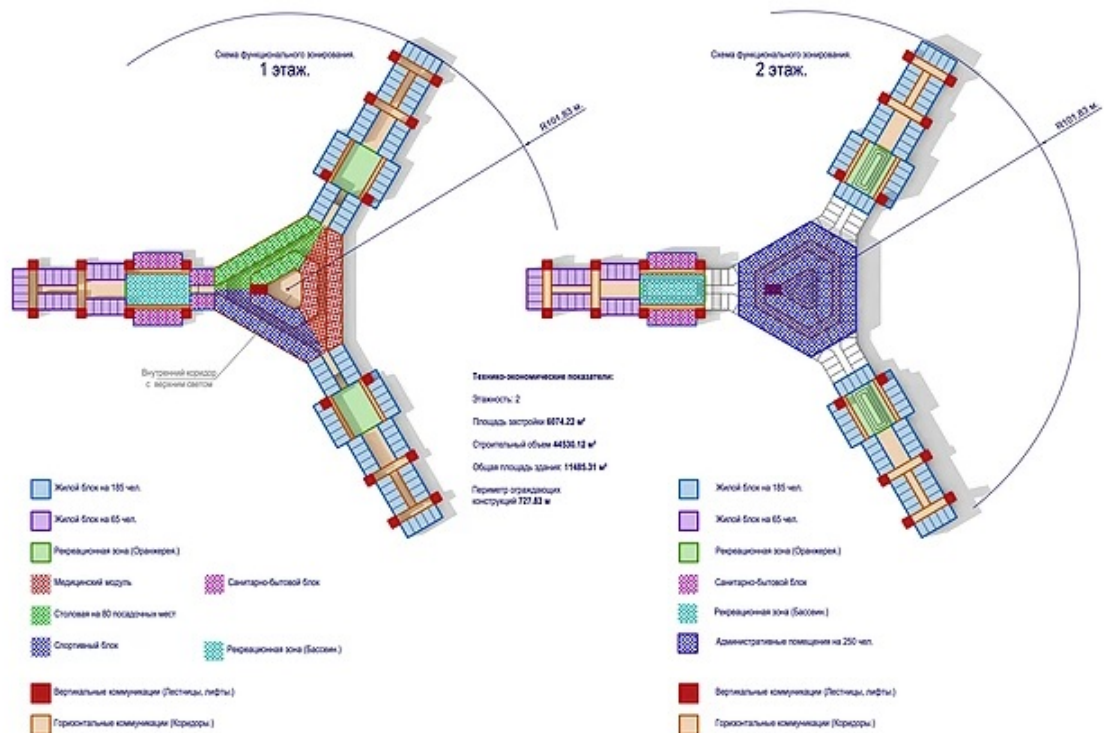 Схема функционального зонирования.
1 этаж.
R101,83 м.
Внутренний коридор
с верхним светом
Схема функционального зонирования.
2 этаж.
R101,83 м.
Технико-экономические показатели:
Этажность: 2
Площадь застройки 6074.22 м²
Строительный объем 44530.12 м³
Общая площадь здания: 11485.31 м²
Периметр ограждающих
конструкций 727.83 м
Жилой блок на 185 чел.
Жилой блок на 65 чел.
Рекреационная зона (Оранжерея.)
Медицинский модуль
Санитарно-бытовой блок
Столовая на 80 посадочных мест
Спортивный блок
Рекреационная зона (Бассеин.)
Вертикальные коммуникации (Лестницы, лифты.)
Горизонтальные коммуникации (Коридоры.)
Жилой блок на 185 чел.
Жилой блок на 65 чел.
Рекреационная зона (Оранжерея.)
Санитарно-бытовой блок
Рекреационная зона (Бассеин.)
Административные помещения на 250 чел.
Вертикальные коммуникации (Лестницы, лифты.)
Горизонтальные коммуникации (Коридоры.)